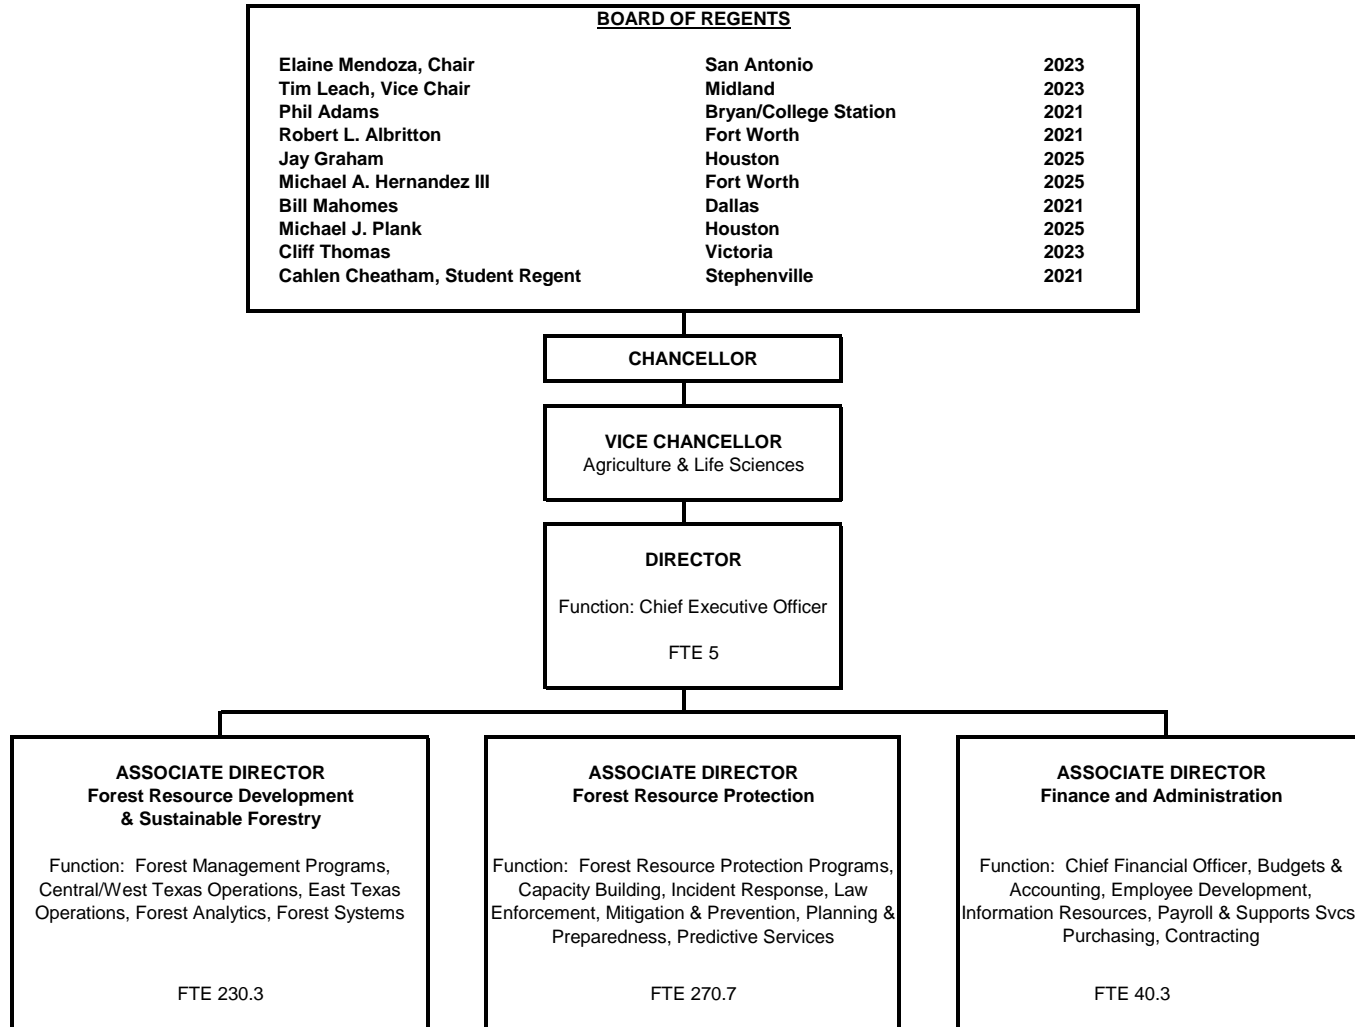 BOARD OF REGENTS
Elaine Mendoza, Chair San Antonio 2023
Tim Leach, Vice Chair Midland 2023
Phil Adams Bryan/College Station 2021
Robert L. Albritton Fort Worth 2021
Jay Graham Houston 2025
Michael A. Hernandez III Fort Worth 2025
Bill Mahomes Dallas 2021
Michael J. Plank Houston 2025
Cliff Thomas Victoria 2023
Cahlen Cheatham, Student Regent Stephenville 2021
CHANCELLOR
VICE CHANCELLOR
Agriculture & Life Sciences
DIRECTOR
Function: Chief Executive Officer
FTE 5
ASSOCIATE DIRECTOR
Forest Resource Development
& Sustainable Forestry
Function: Forest Management Programs,
Central/West Texas Operations, East Texas
Operations, Forest Analytics, Forest Systems
FTE 230.3
ASSOCIATE DIRECTOR
Forest Resource Protection
Function: Forest Resource Protection Programs,
Capacity Building, Incident Response, Law
Enforcement, Mitigation & Prevention, Planning &
Preparedness, Predictive Services
FTE 270.7
ASSOCIATE DIRECTOR
Finance and Administration
Function: Chief Financial Officer, Budgets &
Accounting, Employee Development,
Information Resources, Payroll & Supports Svcs
Purchasing, Contracting
FTE 40.3